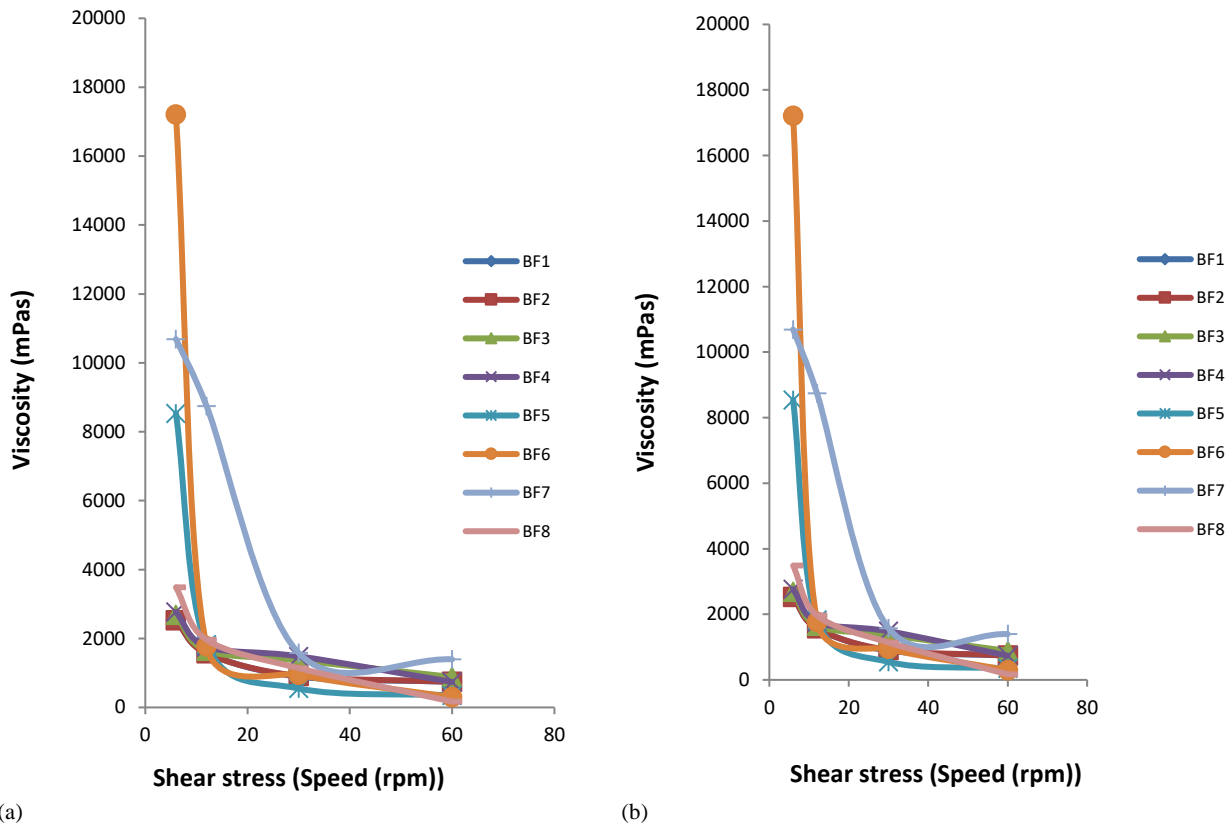 20000
18000
16000
14000
12000
10000
8000
6000
4000
2000
0
Viscosity (mPas)
0 20 40 60 80
Shear stress (Speed (rpm))
BF1
BF2
BF3
BF4
BF5
BF6
BF7
BF8
(a)
20000
18000
16000
14000
12000
10000
8000
6000
4000
2000
0
Viscosity (mPas)
0 20 40 60 80
Shear stress (Speed (rpm))
BF1
BF2
BF3
BF4
BF5
BF6
BF7
BF8
(b)